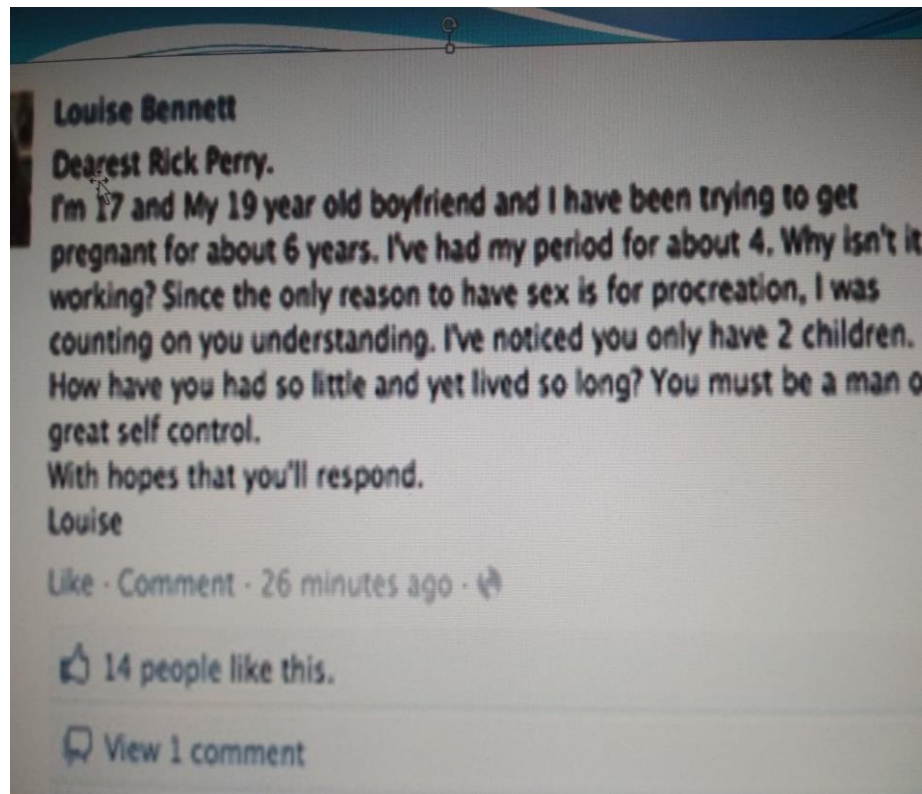 Louise Bennett
Dearest Rick Perry.
I'm 17 and My 19 year old boyfriend and I have been trying to get
pregnant for about 6 years. I've had my period for about 4. Why isn't it
working? Since the only reason to have sex is for procreation, I was
counting on you understanding. I've noticed you only have 2 children.
How have you had so little and yet lived so long? You must be a man o
great self control.
With hopes that you'll respond.
Louise
Like · Comment · 26 minutes ago ·
14 people like this.
View 1 comment